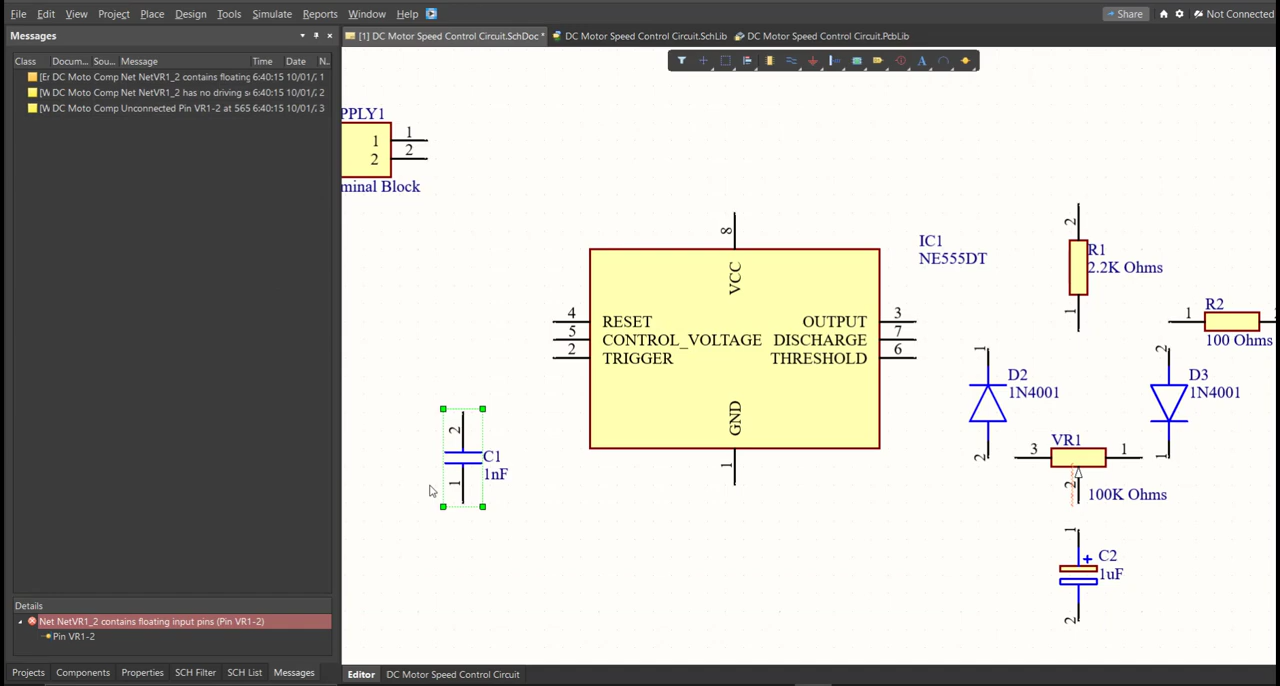 File Edit View Project Place Design Tools Simulate Reports Window Help Share Not Connected
Messages
[1] DC Motor Speed Control Circuit.SchDoc * DC Motor Speed Control Circuit.SchLib DC Motor Speed Control Circuit.PcbLib
Class Docum... Sou... Message Time Date N..
[Er DC Moto Comp Net NetVR1_2 contains floating 6:40:15 10/01/2 1
[W DC Moto Comp Net NetVR1_2 has no driving s 6:40:15 10/01/2 2
[W DC Moto Comp Unconnected Pin VR1-2 at 565 6:40:15 10/01/2 3
PPLY1
1 1
2 2
minal Block
8
VCC
IC1
NE555DT
4 RESET OUTPUT 3
5 CONTROL_VOLTAGE DISCHARGE 7
2 TRIGGER THRESHOLD 6
GND
1
2
R1
2.2K Ohms
1
R2
1
100 Ohms
1
D2
1N4001
2
2
D3
1N4001
1
VR1
3 1
2
100K Ohms
2
C1
1nF
1
1
+ C2
1uF
2
Details
Net NetVR1_2 contains floating input pins (Pin VR1-2)
Pin VR1-2
Projects Components Properties SCH Filter SCH List Messages Editor DC Motor Speed Control Circuit